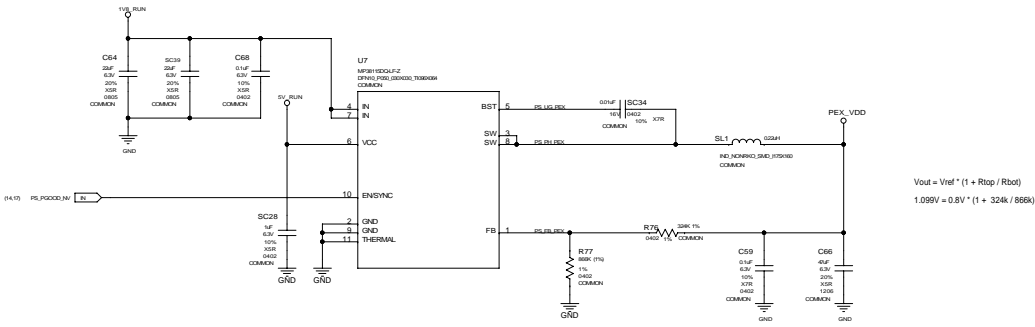 1V8_RUN
C64
22uF
6.3V
20%
X5R
0805
COMMON
SC39
22uF
6.3V
20%
X5R
0805
COMMON
C68
0.1uF
6.3V
10%
X5R
0402
COMMON
GND
5V_RUN
U7
COMMON
4 IN
7 IN
6 VCC
10 EN/SYNC
2 GND
9 GND
11 THERMAL
BST 5
SW 3
SW 8
FB 1
(14,17) PS_PGOOD_NV IN
SC28
1uF
6.3V
10%
X5R
0402
COMMON
GND
GND
PS_UG_PEX
0.01uF SC34
16V 0402
10% X7R
COMMON
PS_PH_PEX
SL1 0.22uH
COMMON
PEX_VDD
PS_FB_PEX
R76 324K 1%
0402 1% COMMON
R77
866K (1%)
1%
0402
COMMON
GND
C59
0.1uF
6.3V
10%
X7R
0402
COMMON
GND
C66
47uF
6.3V
20%
X5R
1206
COMMON
GND
Vout = Vref * (1 + Rtop / Rbot)
1.099V = 0.8V * (1 + 324k / 866k)